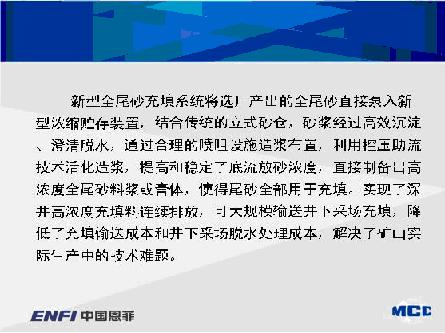 新型全尾砂充填系统将选厂产出的全尾砂直接泵入新
型浓缩贮存装置，结合传统的立式砂仓，砂浆经过高效沉淀
、澄清脱水，通过合理的喷咀设施造浆布置，利用控压助流
技术活化造浆，提高和稳定了底流放砂浓度，直接制备出高
浓度全尾砂料浆或膏体，使得尾砂全部用于充填。实现了深
井高浓度充填料连续排放，可大规模输送井下采场充填，降
低了充填输送成本和井下采场脱水处理成本，解决了矿山实
际生产中的技术难题。
ENFI 中国恩菲
MCC